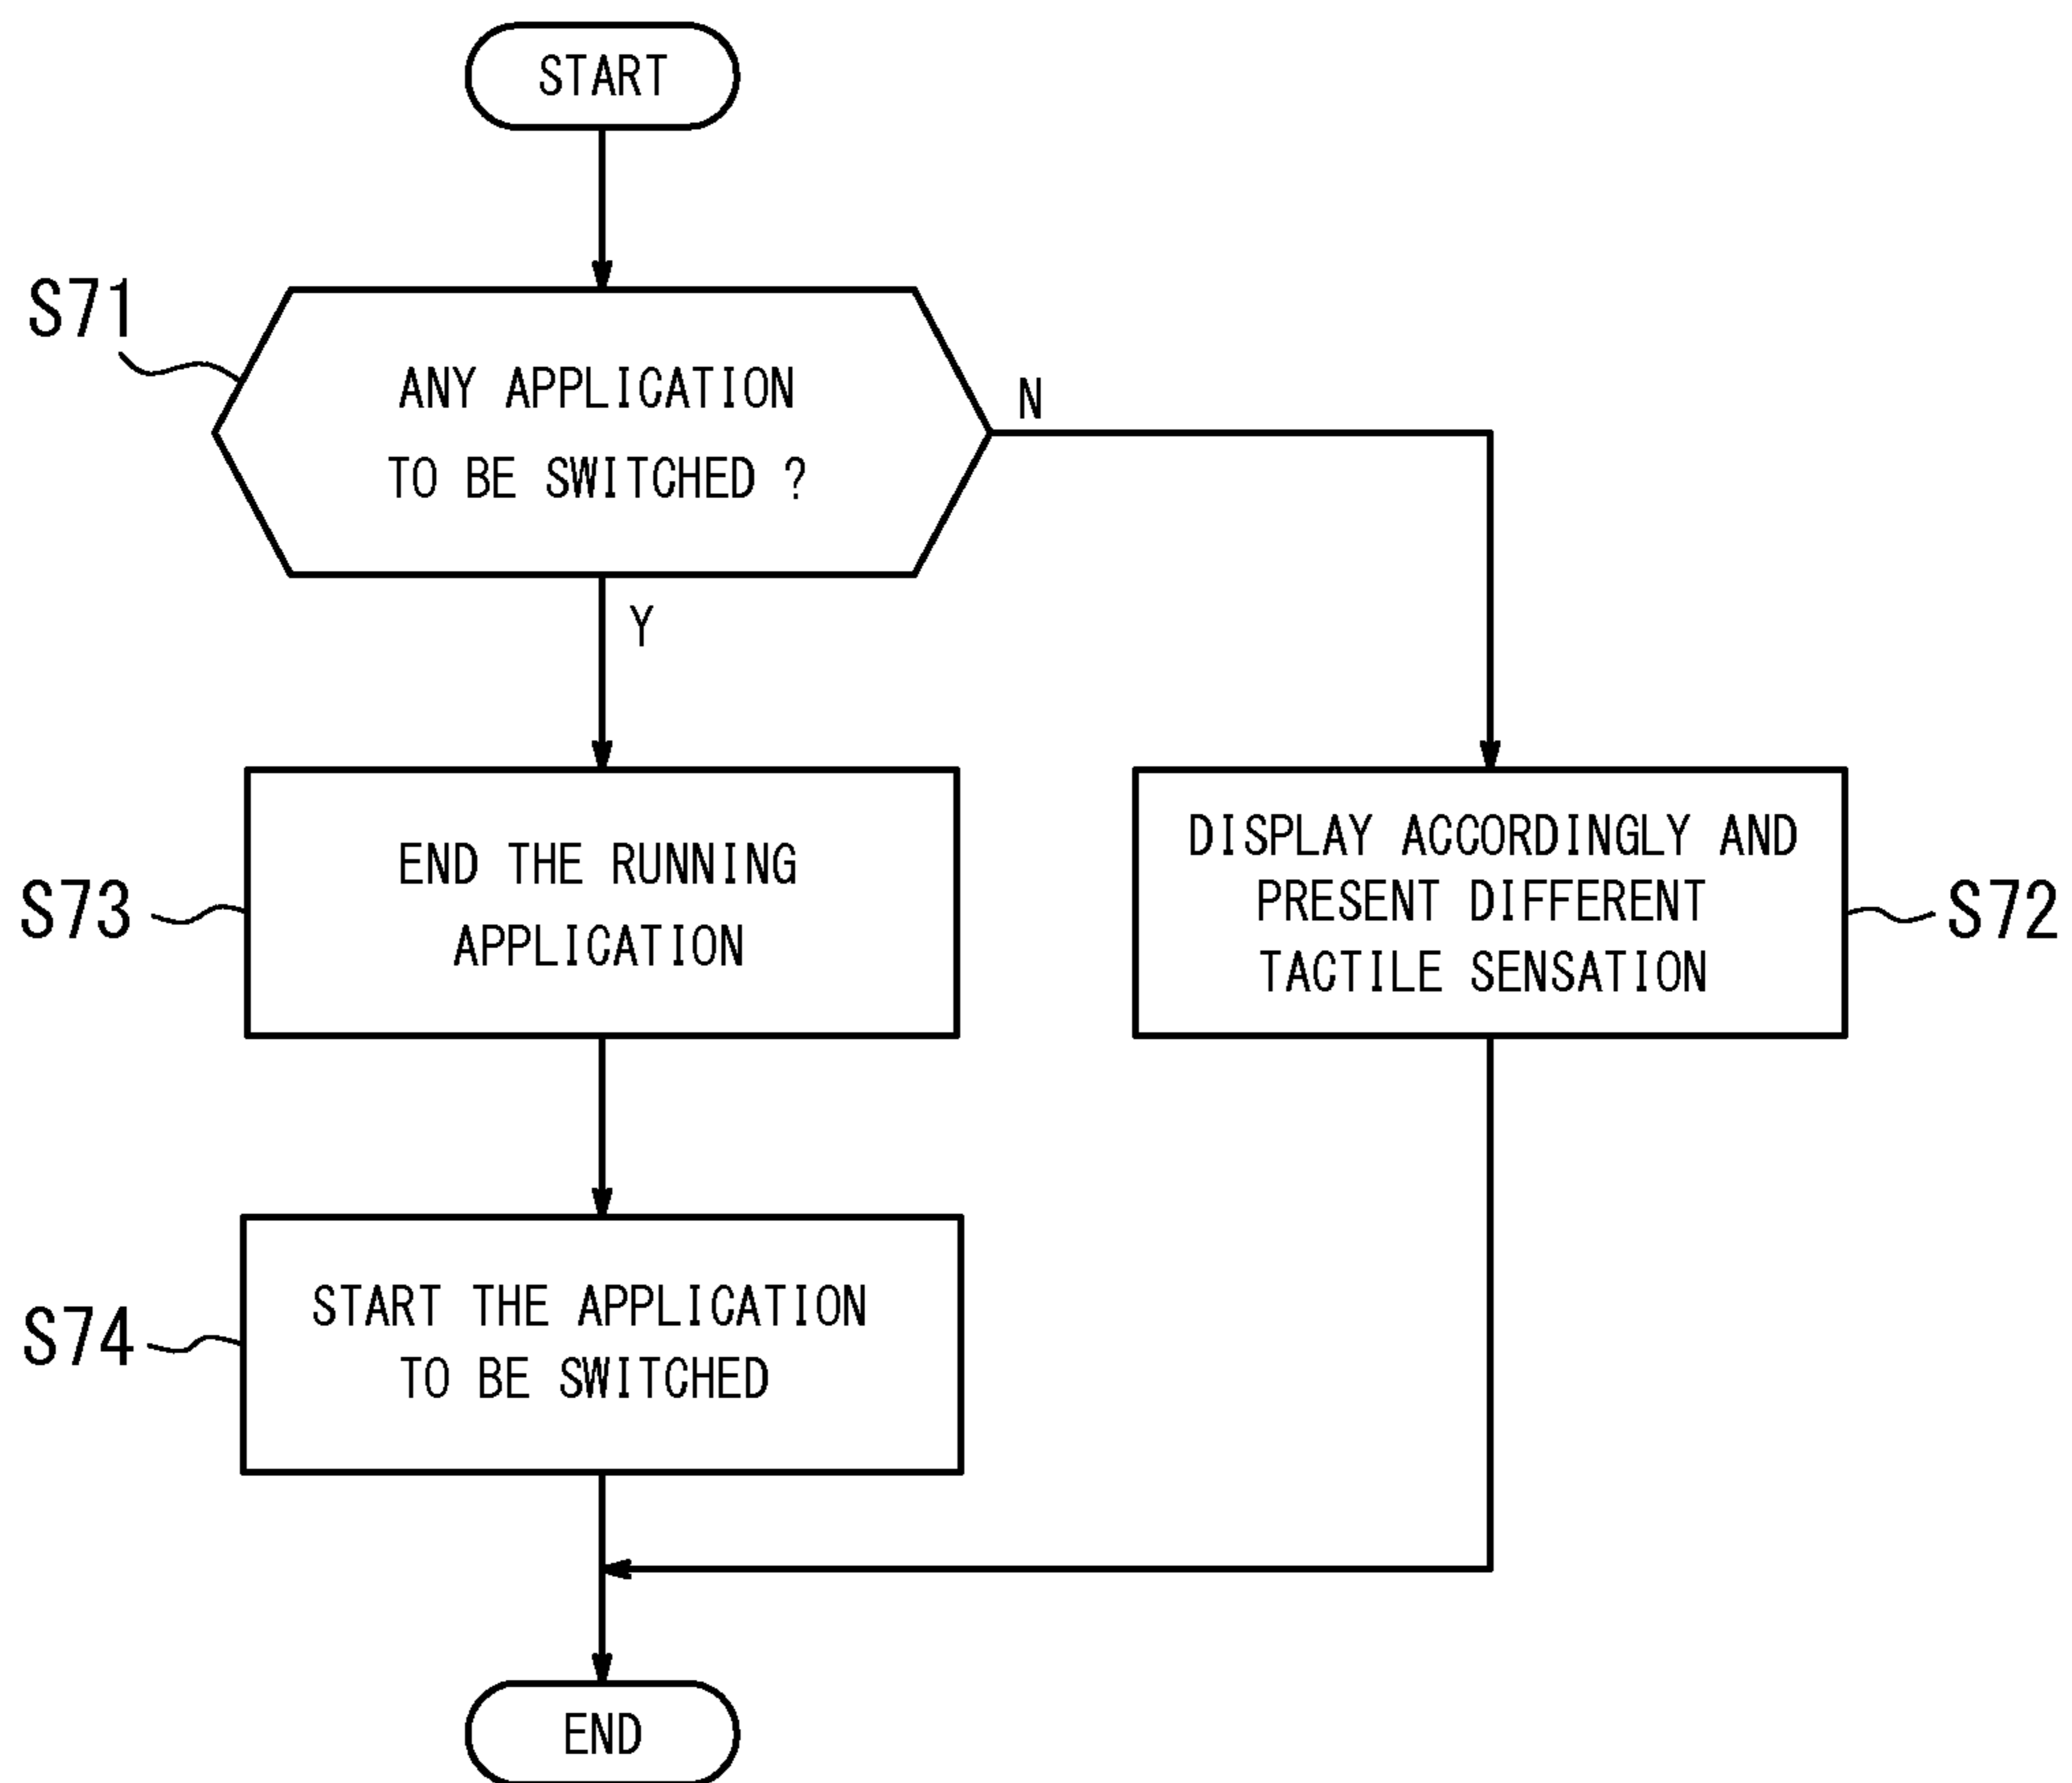 START
S71
ANY APPLICATION
TO BE SWITCHED ?
N
Y
S73
END THE RUNNING
APPLICATION
DISPLAY ACCORDINGLY AND
PRESENT DIFFERENT
TACTILE SENSATION
S72
S74
START THE APPLICATION
TO BE SWITCHED
END